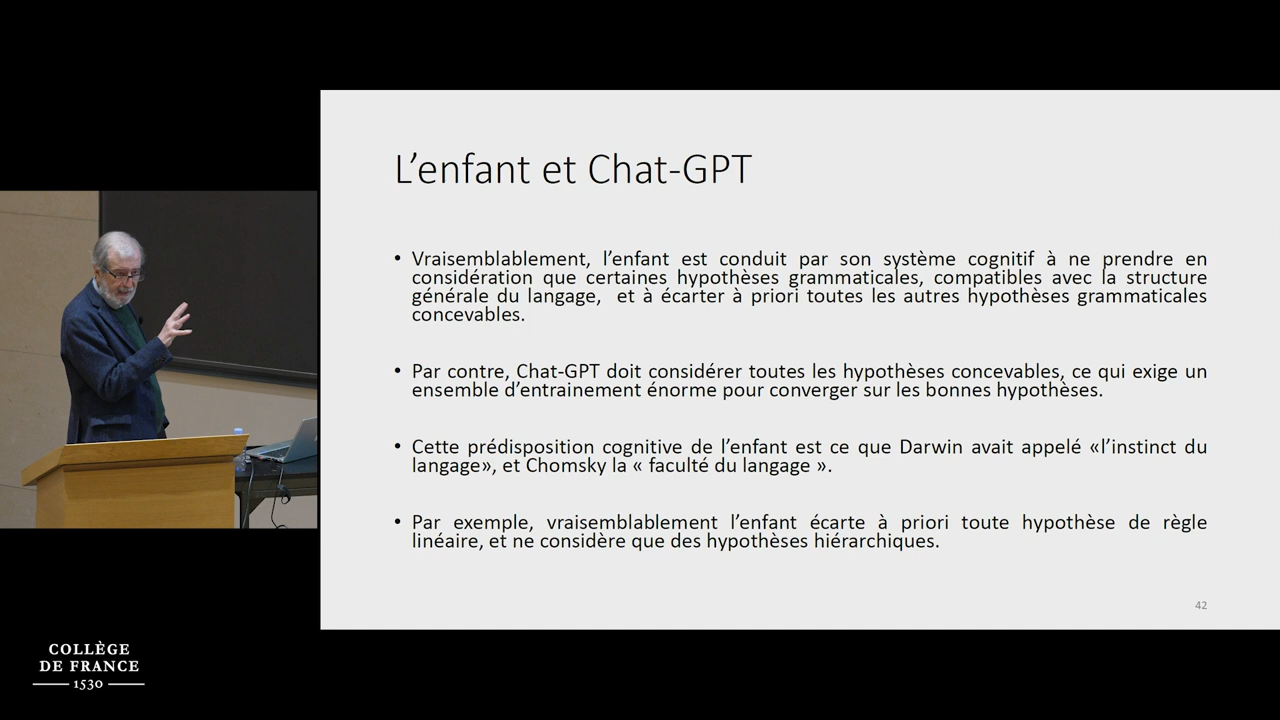 L'enfant et Chat-GPT
• Vraisemblablement, l'enfant est conduit par son système cognitif à ne prendre en
considération que certaines hypothèses grammaticales, compatibles avec la structure
générale du langage, et à écarter à priori toutes les autres hypothèses grammaticales
concevables.
• Par contre, Chat-GPT doit considérer toutes les hypothèses concevables, ce qui exige un
ensemble d'entrainement énorme pour converger sur les bonnes hypothèses.
• Cette prédisposition cognitive de l'enfant est ce que Darwin avait appelé «l'instinct du
langage», et Chomsky la « faculté du langage ».
• Par exemple, vraisemblablement l'enfant écarte à priori toute hypothèse de règle
linéaire, et ne considère que des hypothèses hiérarchiques.
42
COLLÈGE
DE FRANCE
1530